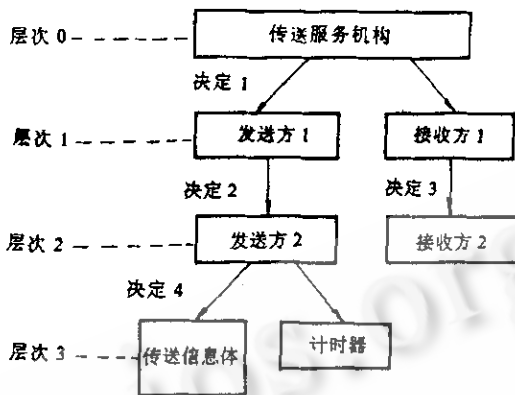 层次 0
传送服务机构
决定 1
层次 1
发送方 1
接收方 1
决定 2
决定 3
层次 2
发送方 2
接收方 2
决定 4
层次 3
传送信息体
计时器